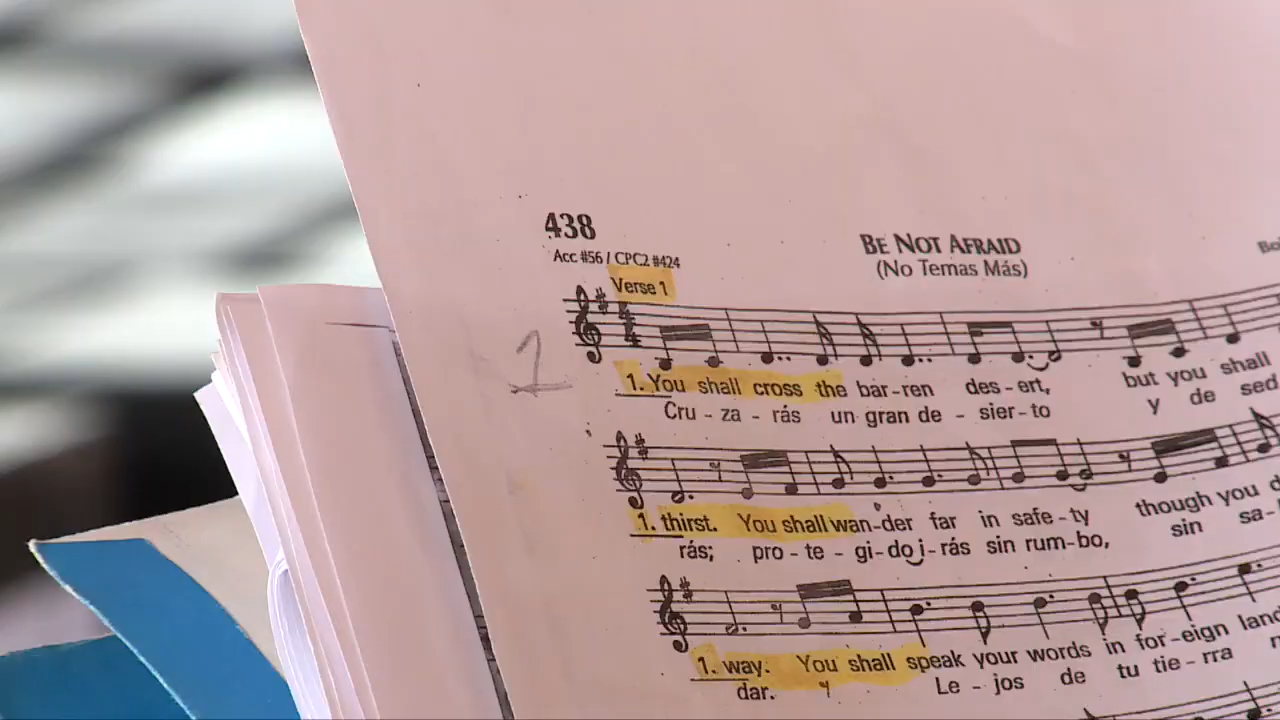 438
BE NOT AFRAID
Acc #56 / CPC2 #424
(No Temas Más)
Verse 1
1
1. You shall cross the bar-ren des-ert, but you shall
Cru - za - rás un gran de - sier-to y de sed
1. thirst. You shall wan-der far in safe-ty though you
rás; pro - te - gi-do i-rás sin rum-bo, sin sa-
1. way. You shall speak your words in for-eign
dar. y Le - jos de tu tie - rra